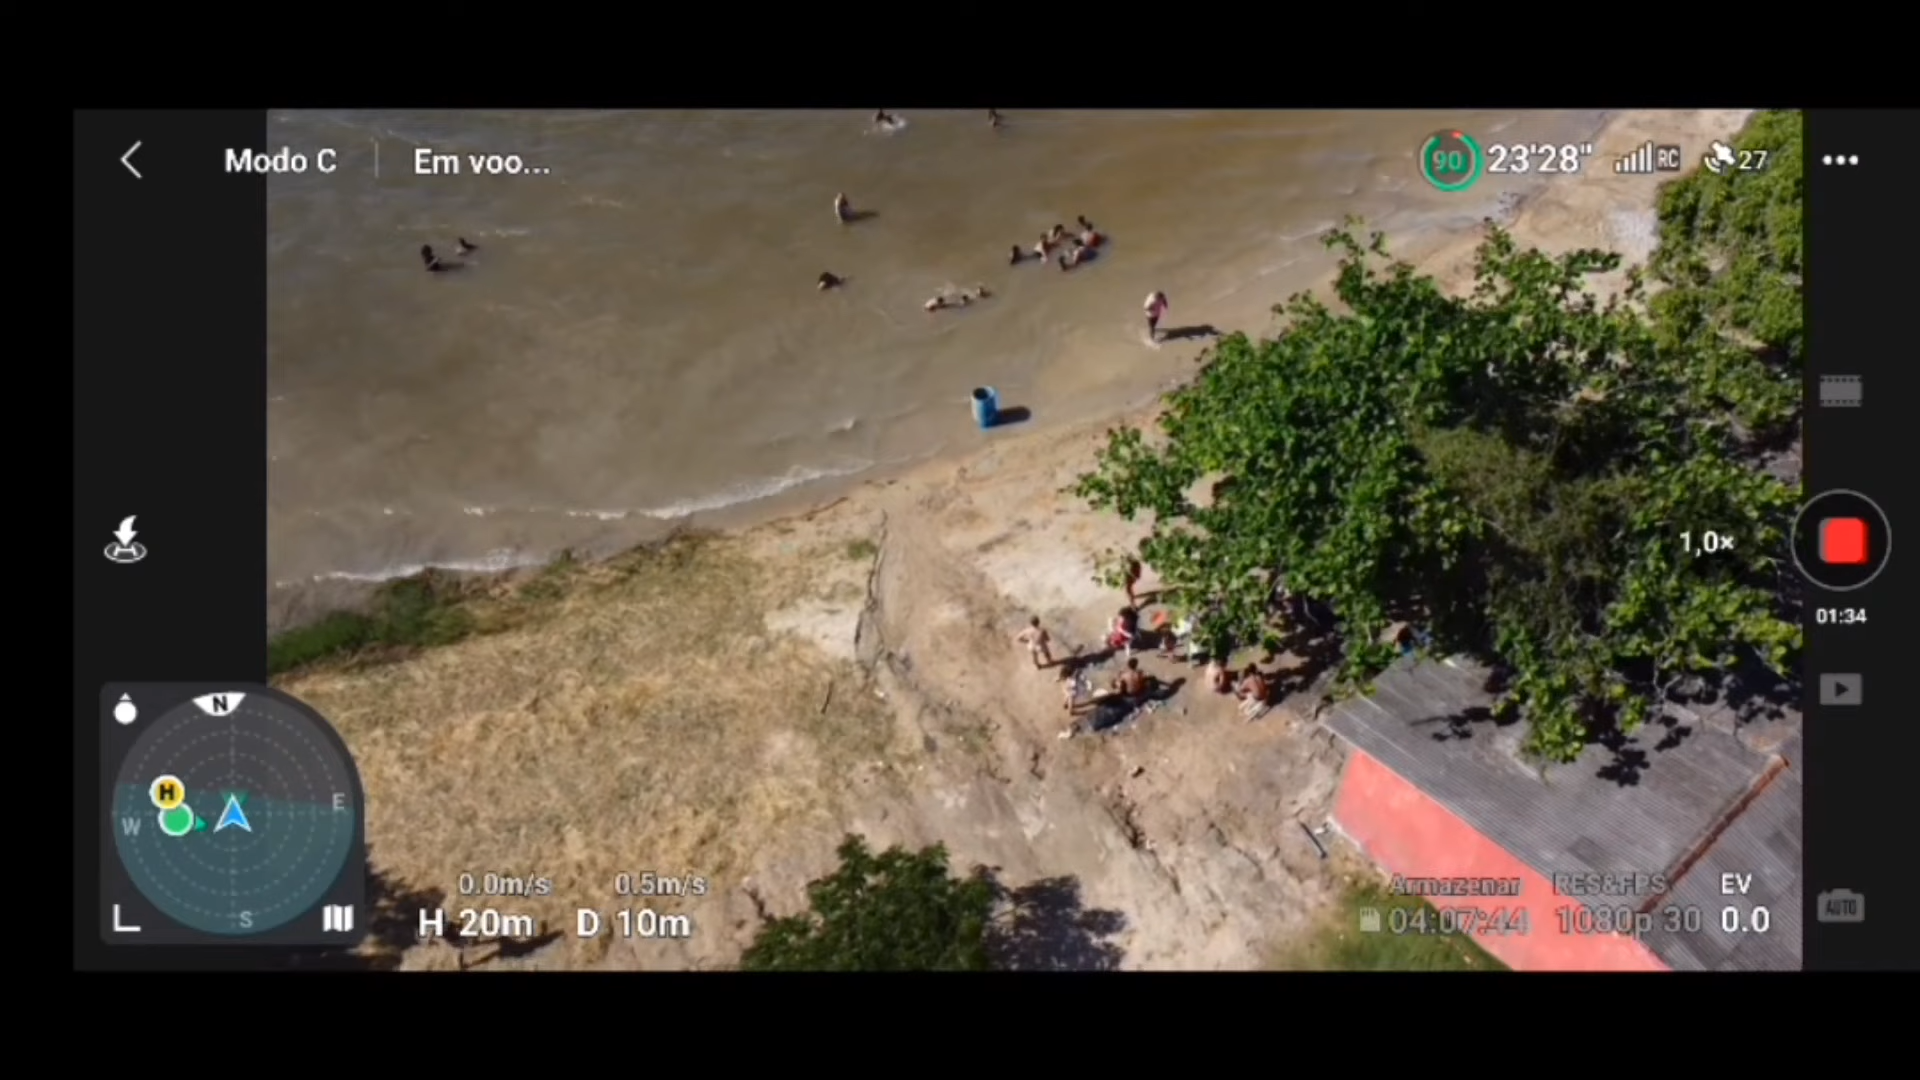 Modo C
Em voo...
90
23'28"
RC
27
1,0×
01:34
N
H
E
W
S
0.0m/s
0.5m/s
H 20m
D 10m
Armazenar
RES&FPS
EV
04:07:44
1080p 30
0.0
AUTO